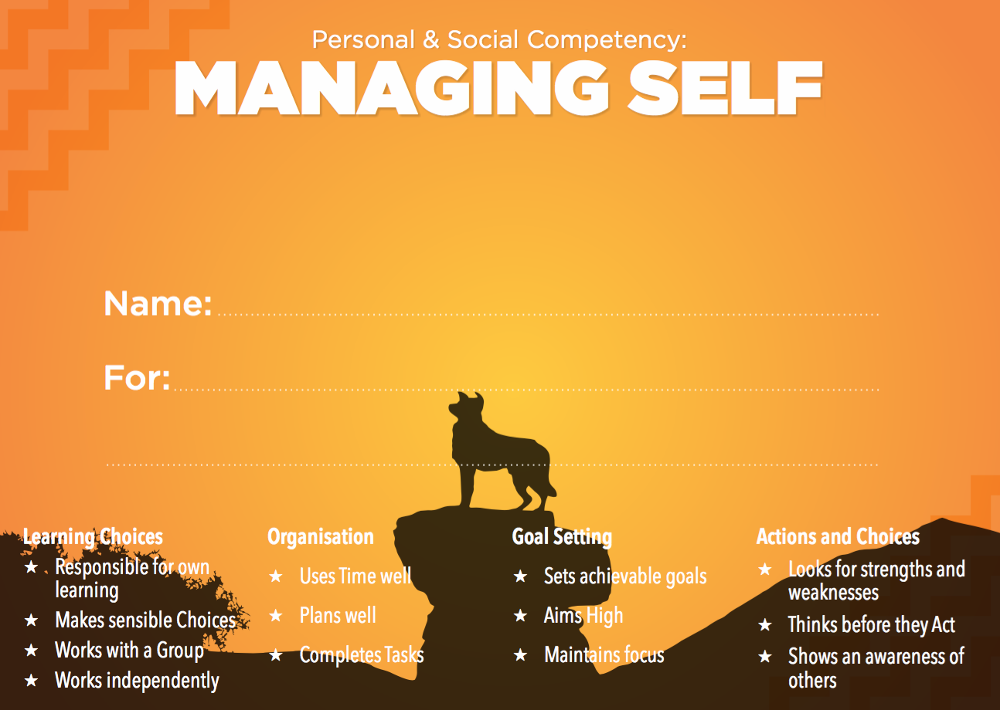 Personal & Social Competency:
MANAGING SELF
Name:
For:
Learning Choices
★ Responsible for own
learning
★ Makes sensible Choices
★ Works with a Group
★ Works independently
Organisation
★ Uses Time well
★ Plans well
★ Completes Tasks
Goal Setting
★ Sets achievable goals
★ Aims High
★ Maintains focus
Actions and Choices
★ Looks for strengths and
weaknesses
★ Thinks before they Act
★ Shows an awareness of
others